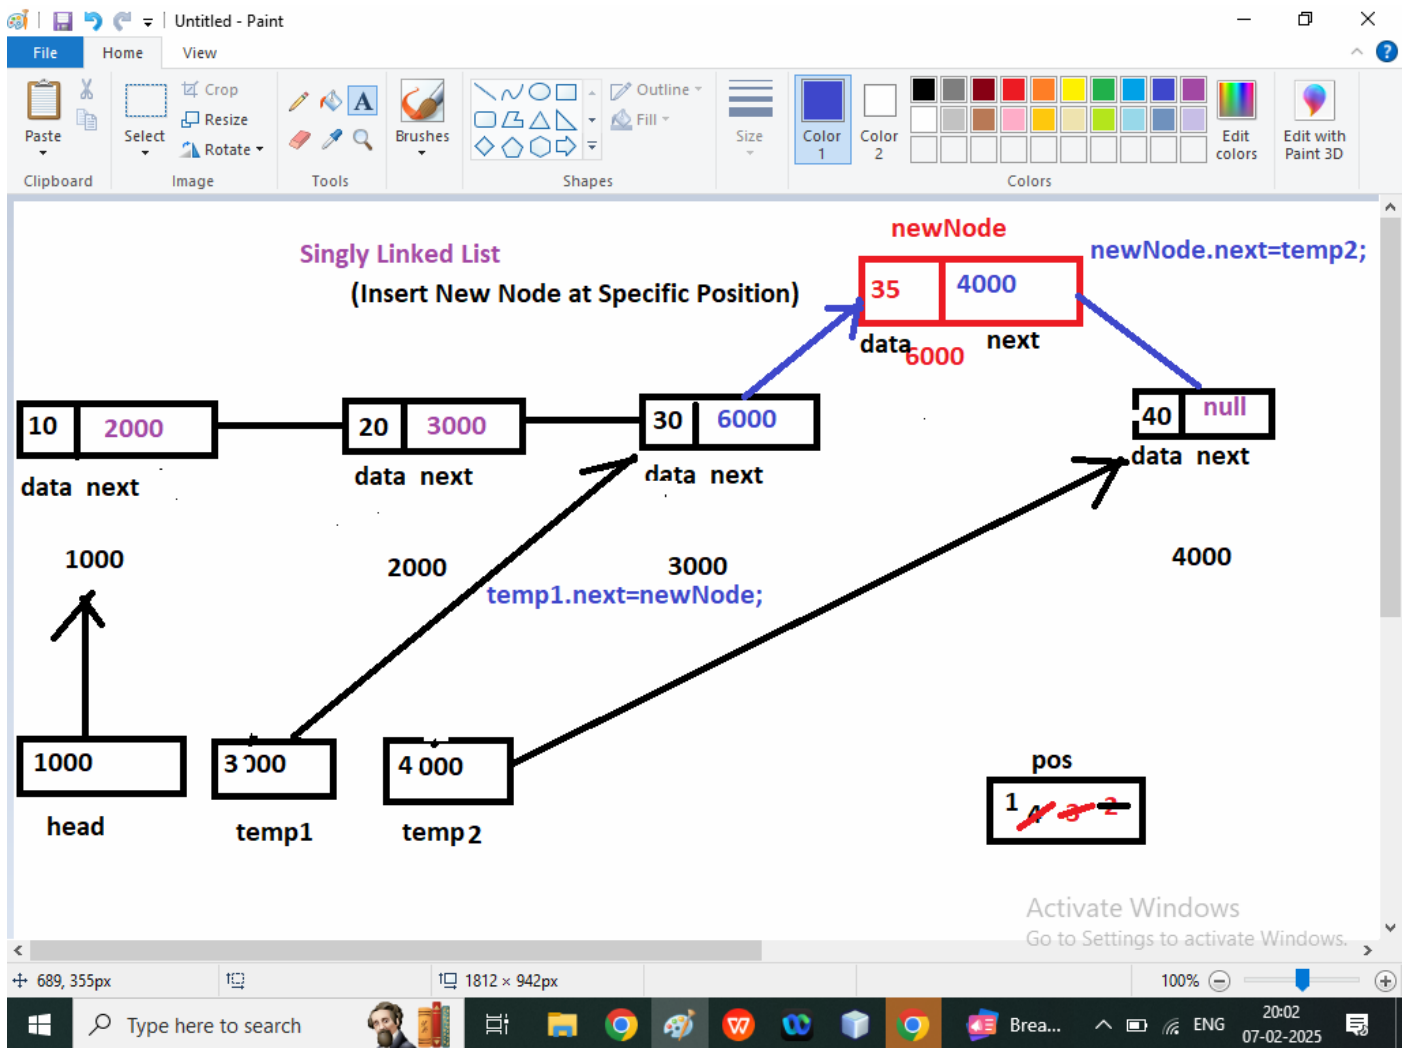 Untitled - Paint
File Home View
Paste
Clipboard
Select
Crop
Resize
Rotate
Image
A
Tools
Brushes
Outline
Fill
Shapes
Size
Color 1
Color 2
Edit colors
Edit with Paint 3D
Colors
newNode
Singly Linked List
newNode.next=temp2;
(Insert New Node at Specific Position)
35 4000
data next
6000
10 2000
20 3000
30 6000
40 null
data next
data next
data next
data next
1000
2000
3000
4000
temp1.next=newNode;
1000
3000
4000
head
temp1
temp2
pos
1 4 3 2
Activate Windows
Go to Settings to activate Windows.
689, 355px
1812 × 942px
100%
Type here to search
Brea...
ENG
20:02
07-02-2025